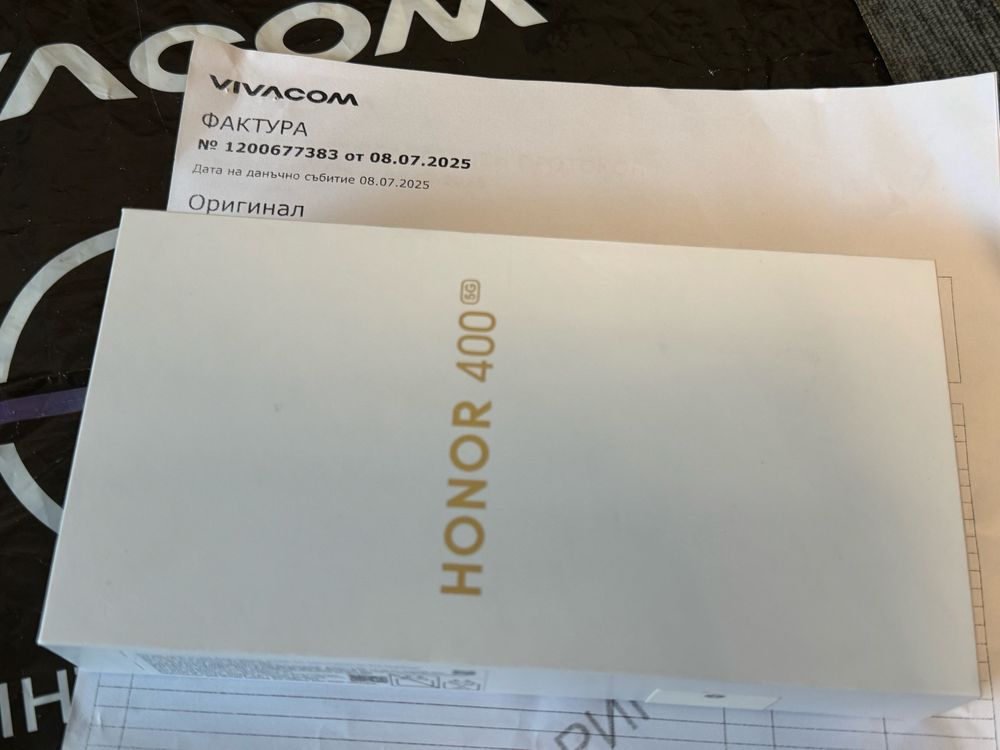 VIVACOM
VIVACOM
ФАКТУРА
№ 1200677383 от 08.07.2025
Дата на данъчно събитие 08.07.2025
Оригинал
HONOR 400 5G